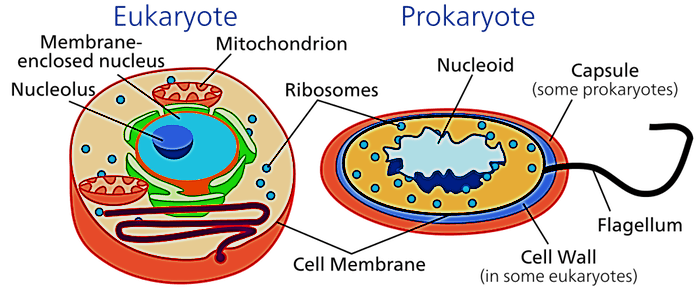 Eukaryote
Prokaryote
Membrane-
enclosed nucleus
Mitochondrion
Nucleolus
Ribosomes
Nucleoid
Capsule
(some prokaryotes)
Flagellum
Cell Wall
(in some eukaryotes)
Cell Membrane